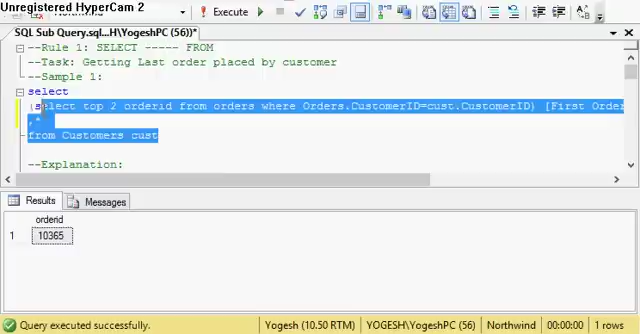 Unregistered HyperCam 2
Northwind
Execute
SQL Sub Query.sql...H\YogeshPC (56))*
--Rule 1: SELECT ----- FROM
--Task: Getting Last order placed by customer
--Sample 1:
select
(select top 2 orderid from orders where Orders.CustomerID=cust.CustomerID) [First Order
,*
from Customers cust
--Explanation:
Results
Messages
orderid
1 10365
Query executed successfully.
Yogesh (10.50 RTM)
YOGESH\YogeshPC (56)
Northwind
00:00:00
1 rows